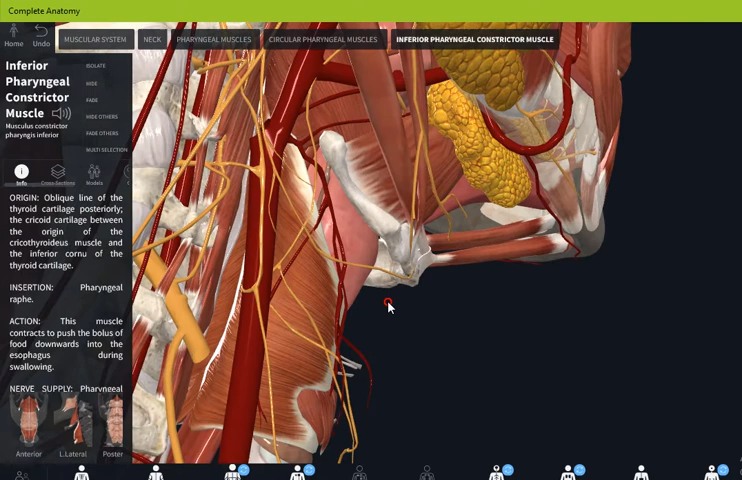 Complete Anatomy
Home
Undo
MUSCULAR SYSTEM
NECK
PHARYNGEAL MUSCLES
CIRCULAR PHARYNGEAL MUSCLES
INFERIOR PHARYNGEAL CONSTRICTOR MUSCLE
Inferior
Pharyngeal
Constrictor
Muscle
Musculus constrictor
pharyngis inferior
ISOLATE
HIDE
FADE
HIDE OTHERS
FADE OTHERS
MULTI SELECTION
Info
Cross-Sections
Models
ORIGIN: Oblique line of the
thyroid cartilage posteriorly;
the cricoid cartilage between
the origin of the
cricothyroideus muscle and
the inferior cornu of the
thyroid cartilage.
INSERTION: Pharyngeal
raphe.
ACTION: This muscle
contracts to push the bolus of
food downwards into the
esophagus during
swallowing.
NERVE SUPPLY: Pharyngeal
Anterior
L.Lateral
Poster